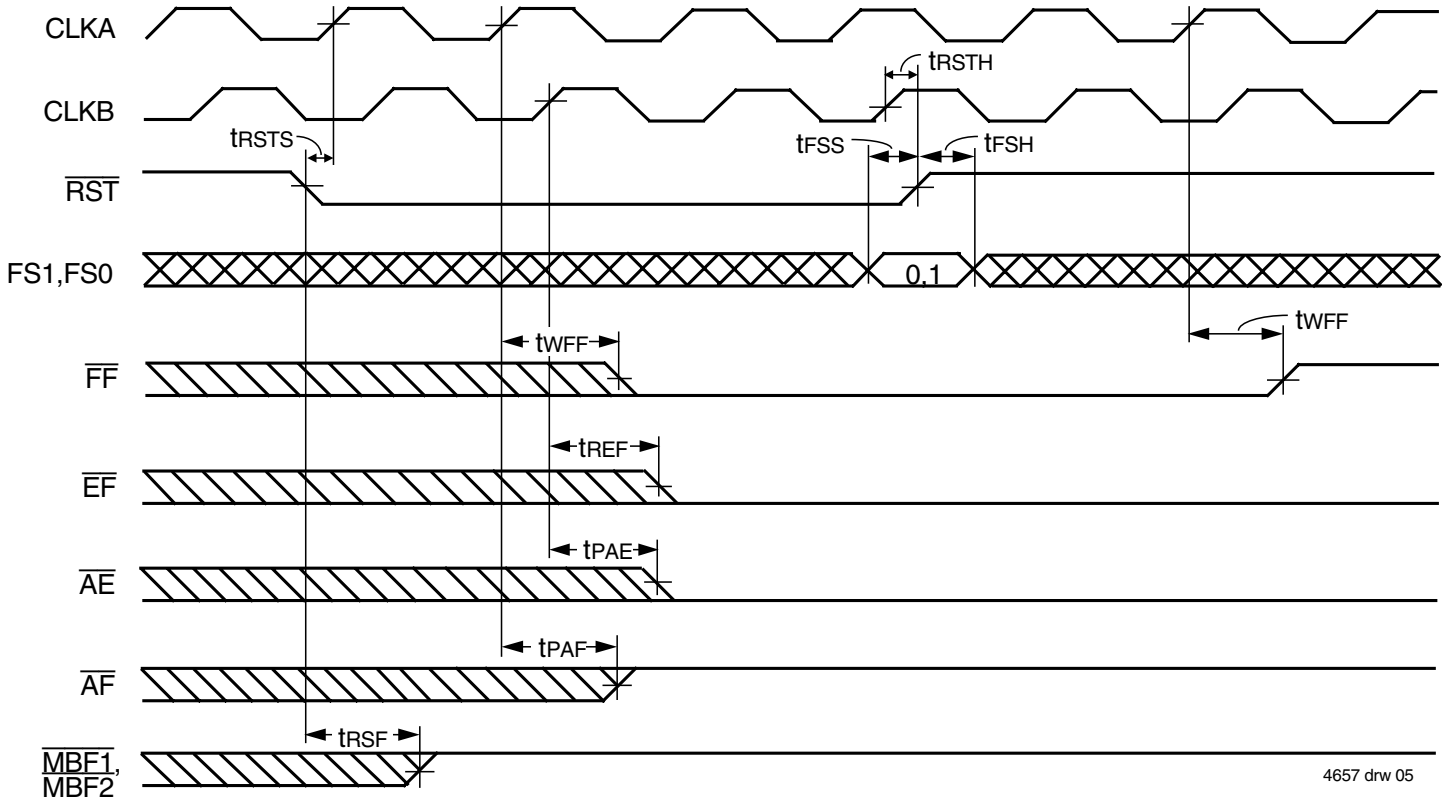 CLKA
tRSTH
CLKB
tRSTS
tFSS
tFSH
RST
FS1,FS0
0,1
tWFF
tWFF
FF
tREF
EF
tPAE
AE
tPAF
AF
tRSF
MBF1,
MBF2
4657 drw 05